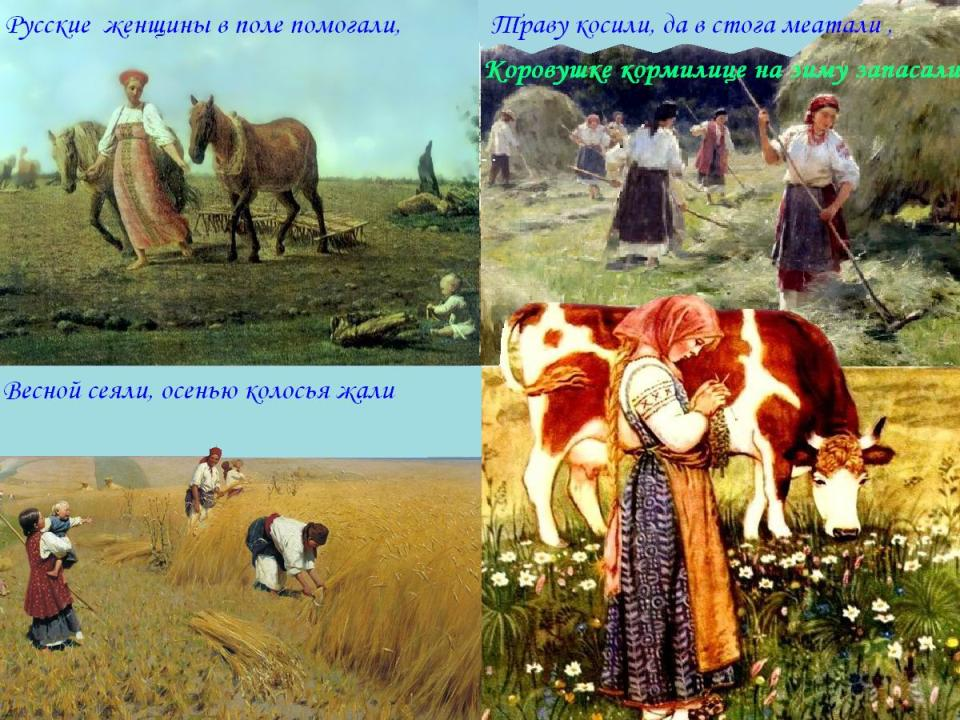 Русские женщины в поле помогали,
Траву косили, да в стога меатали ,
Коровушке кормилице на зиму запасали
Весной сеяли, осенью колосья жали